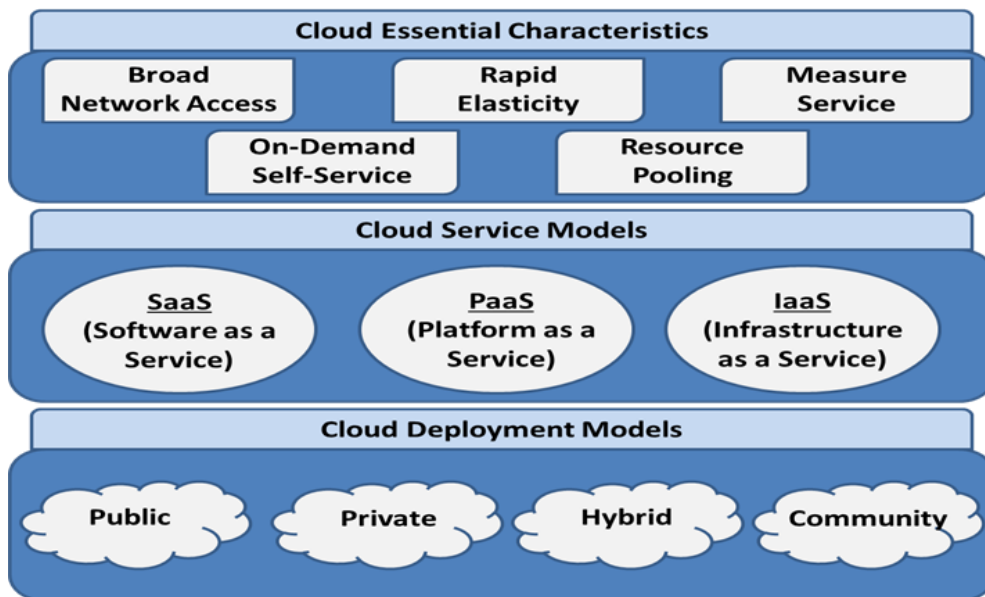 Cloud Essential Characteristics
Broad
Network Access
Rapid
Elasticity
Measure
Service
On-Demand
Self-Service
Resource
Pooling
Cloud Service Models
SaaS
(Software as a
Service)
PaaS
(Platform as a
Service)
IaaS
(Infrastructure
as a Service)
Cloud Deployment Models
Public
Private
Hybrid
Community